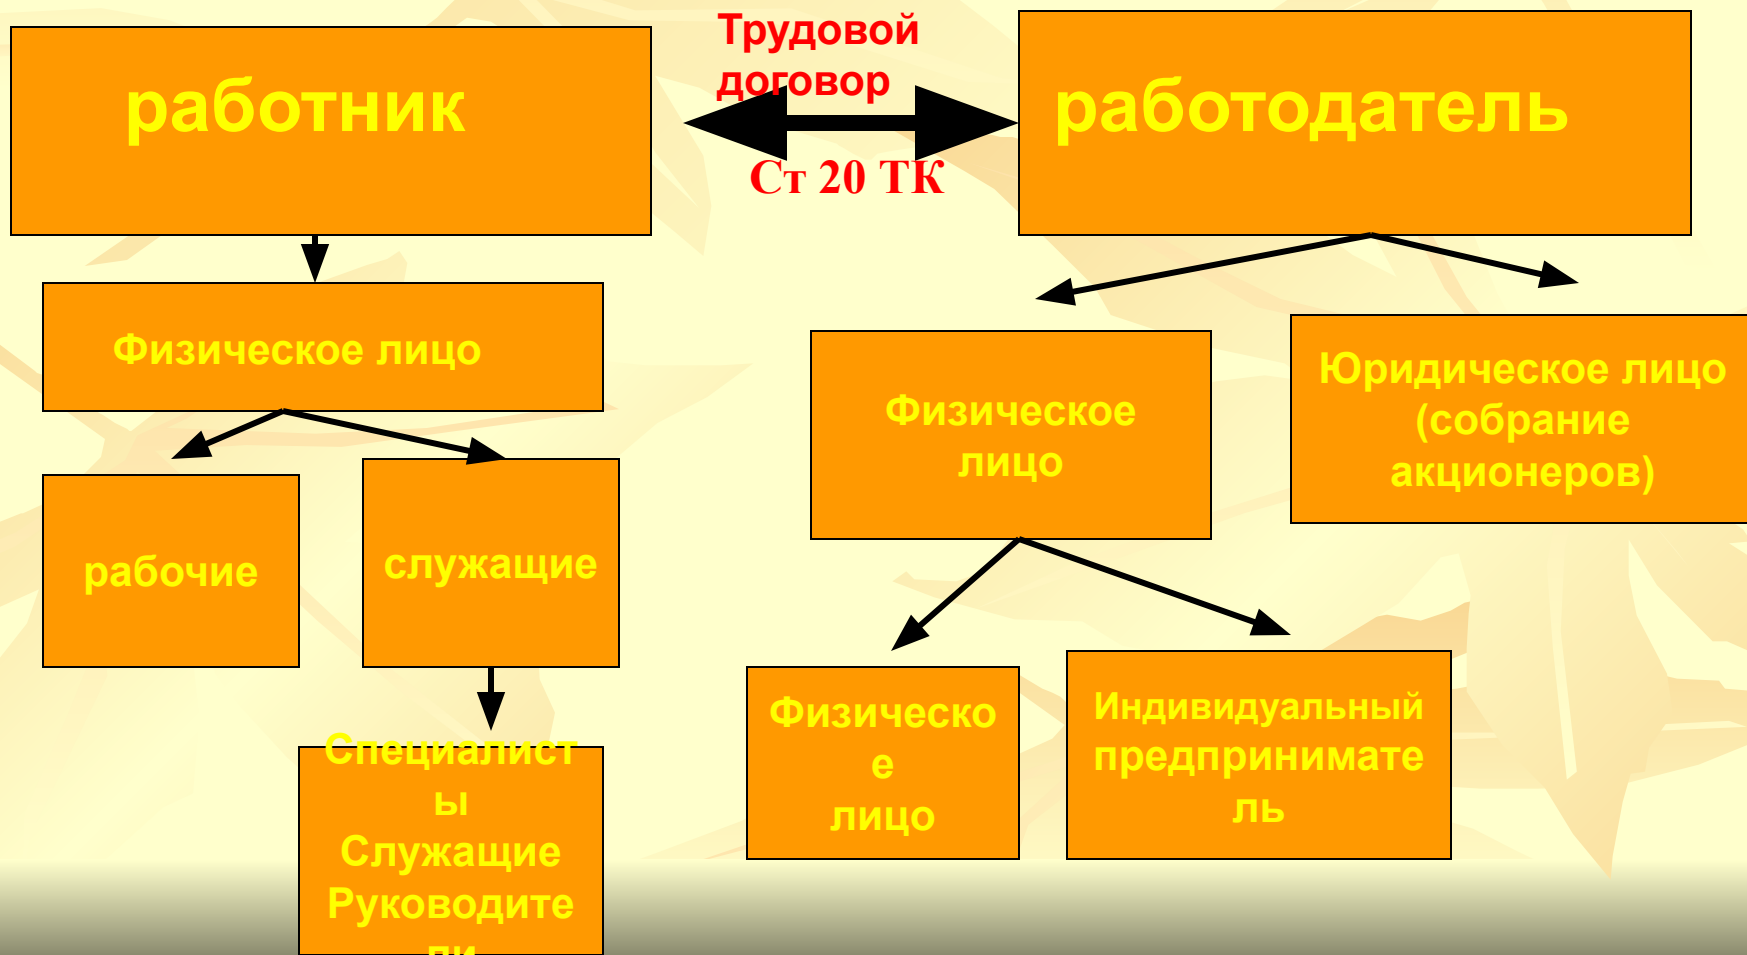 работник
Трудовой
договор
Ст 20 ТК
работодатель
Физическое лицо
рабочие
служащие
Специалист
ы
Служащие
Руководите
ли
Физическое
лицо
Юридическое лицо
(собрание
акционеров)
Физическо
е
лицо
Индивидуальный
предпринимате
ль